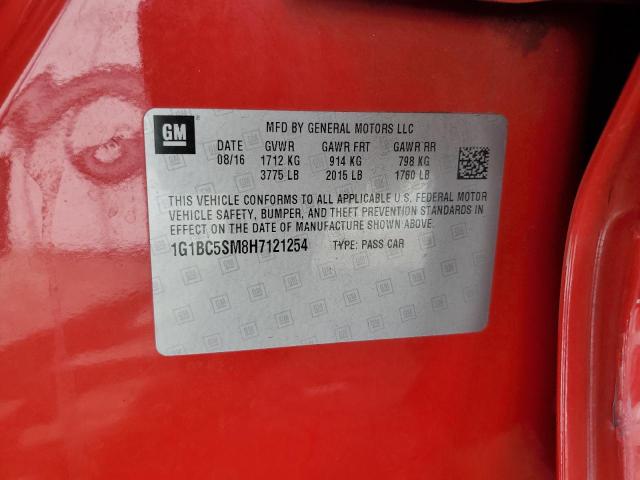 GM
MFD BY GENERAL MOTORS LLC
DATE GVWR GAWR FRT GAWR RR
08/16 1712 KG 914 KG 798 KG
3775 LB 2015 LB 1760 LB
THIS VEHICLE CONFORMS TO ALL APPLICABLE U.S. FEDERAL MOTOR
VEHICLE SAFETY, BUMPER, AND THEFT PREVENTION STANDARDS IN
EFFECT ON THE DATE OF MANUFACTURE SHOWN ABOVE.
1G1BC5SM8H7121254 TYPE: PASS CAR